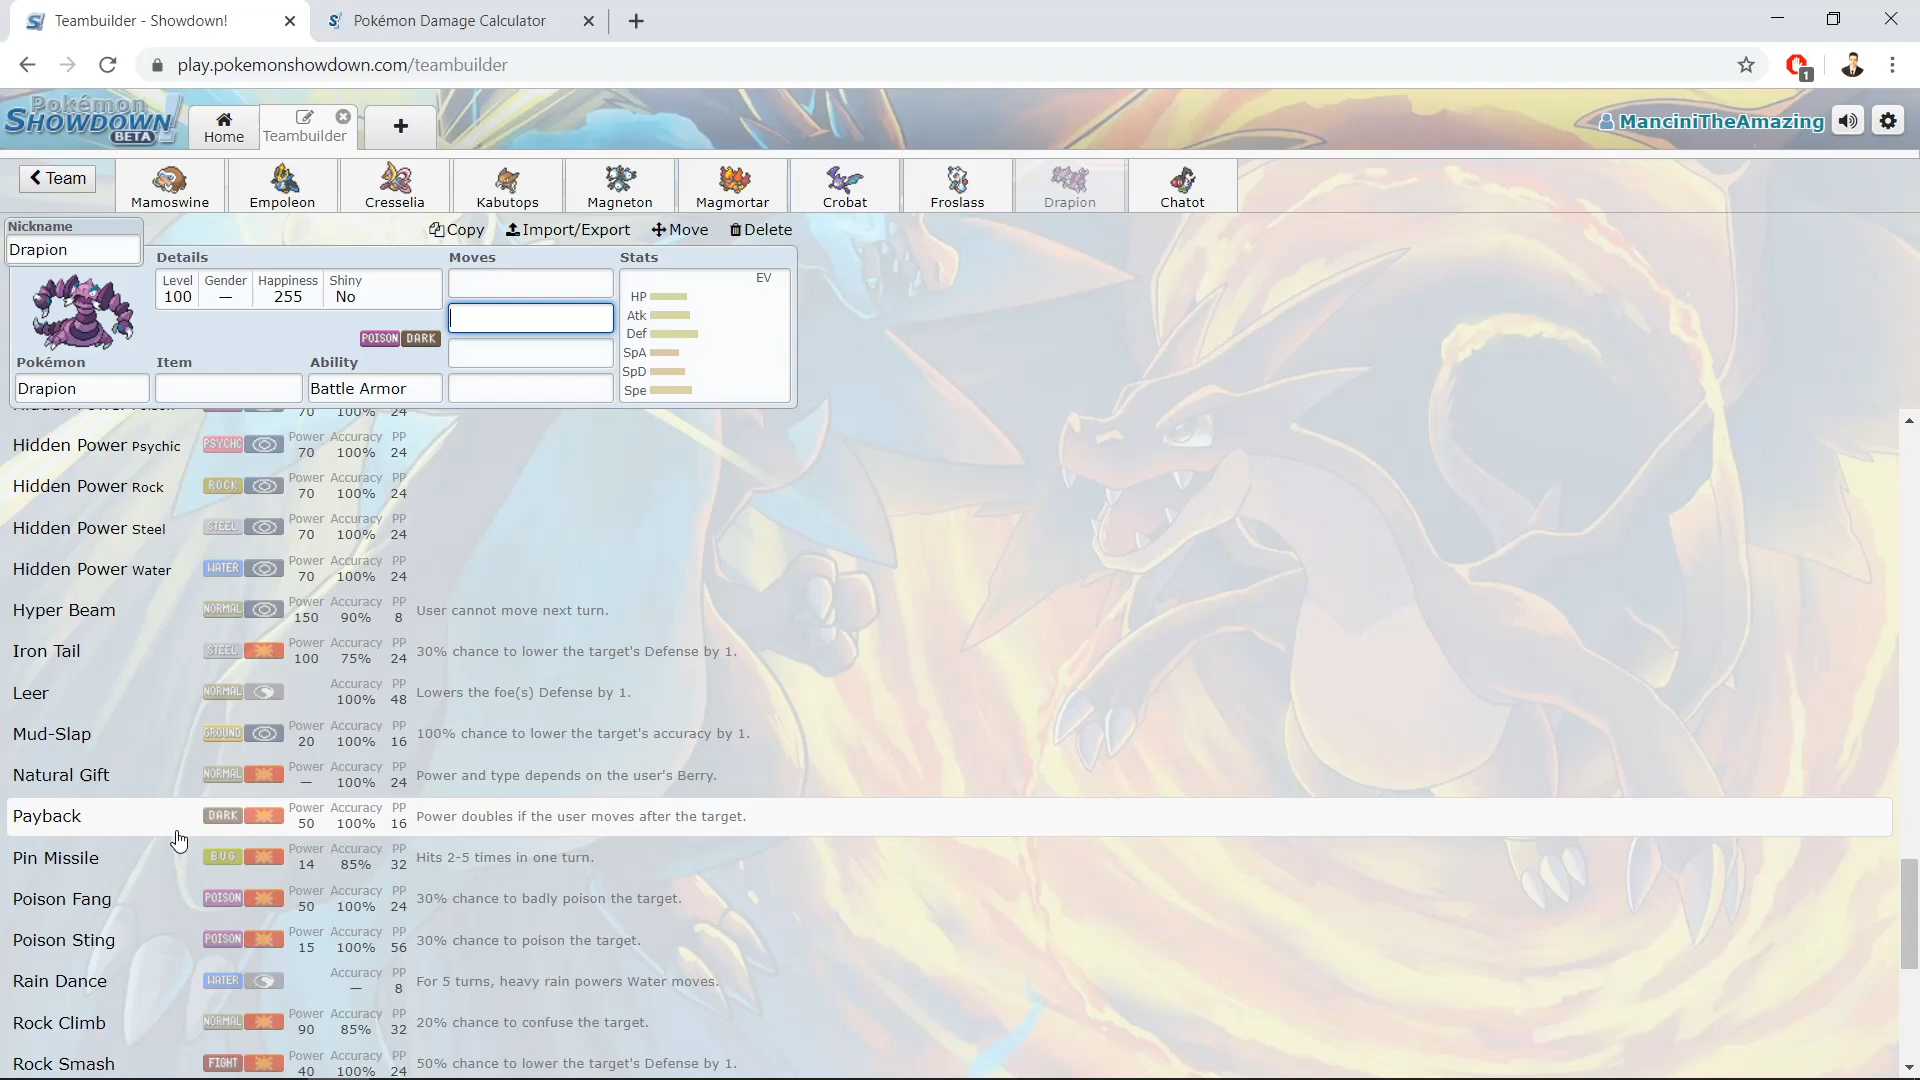 Teambuilder - Showdown!
Pokémon Damage Calculator
play.pokemonshowdown.com/teambuilder
1
Pokémon
SHOWDOWN
BETA
Home
Teambuilder
ManciniTheAmazing
Team
Mamoswine
Empoleon
Cresselia
Kabutops
Magneton
Magmortar
Crobat
Froslass
Drapion
Chatot
Nickname
Drapion
Copy
Import/Export
Move
Delete
Details
Level
100
Gender
—
Happiness
255
Shiny
No
POISON DARK
Pokémon
Drapion
Item
Ability
Battle Armor
Moves
Stats
EV
HP
Atk
Def
SpA
SpD
Spe
70 100% 24
Hidden Power Psychic PSYCHC Power 70 Accuracy 100% PP 24
Hidden Power Rock ROCK Power 70 Accuracy 100% PP 24
Hidden Power Steel STEEL Power 70 Accuracy 100% PP 24
Hidden Power Water WATER Power 70 Accuracy 100% PP 24
Hyper Beam NORMAL Power 150 Accuracy 90% PP 8 User cannot move next turn.
Iron Tail STEEL Power 100 Accuracy 75% PP 24 30% chance to lower the target's Defense by 1.
Leer NORMAL Accuracy 100% PP 48 Lowers the foe(s) Defense by 1.
Mud-Slap GROUND Power 20 Accuracy 100% PP 16 100% chance to lower the target's accuracy by 1.
Natural Gift NORMAL Power — Accuracy 100% PP 24 Power and type depends on the user's Berry.
Payback DARK Power 50 Accuracy 100% PP 16 Power doubles if the user moves after the target.
Pin Missile BUG Power 14 Accuracy 85% PP 32 Hits 2-5 times in one turn.
Poison Fang POISON Power 50 Accuracy 100% PP 24 30% chance to badly poison the target.
Poison Sting POISON Power 15 Accuracy 100% PP 56 30% chance to poison the target.
Rain Dance WATER Accuracy — PP 8 For 5 turns, heavy rain powers Water moves.
Rock Climb NORMAL Power 90 Accuracy 85% PP 32 20% chance to confuse the target.
Rock Smash FIGHT Power 40 Accuracy 100% PP 24 50% chance to lower the target's Defense by 1.